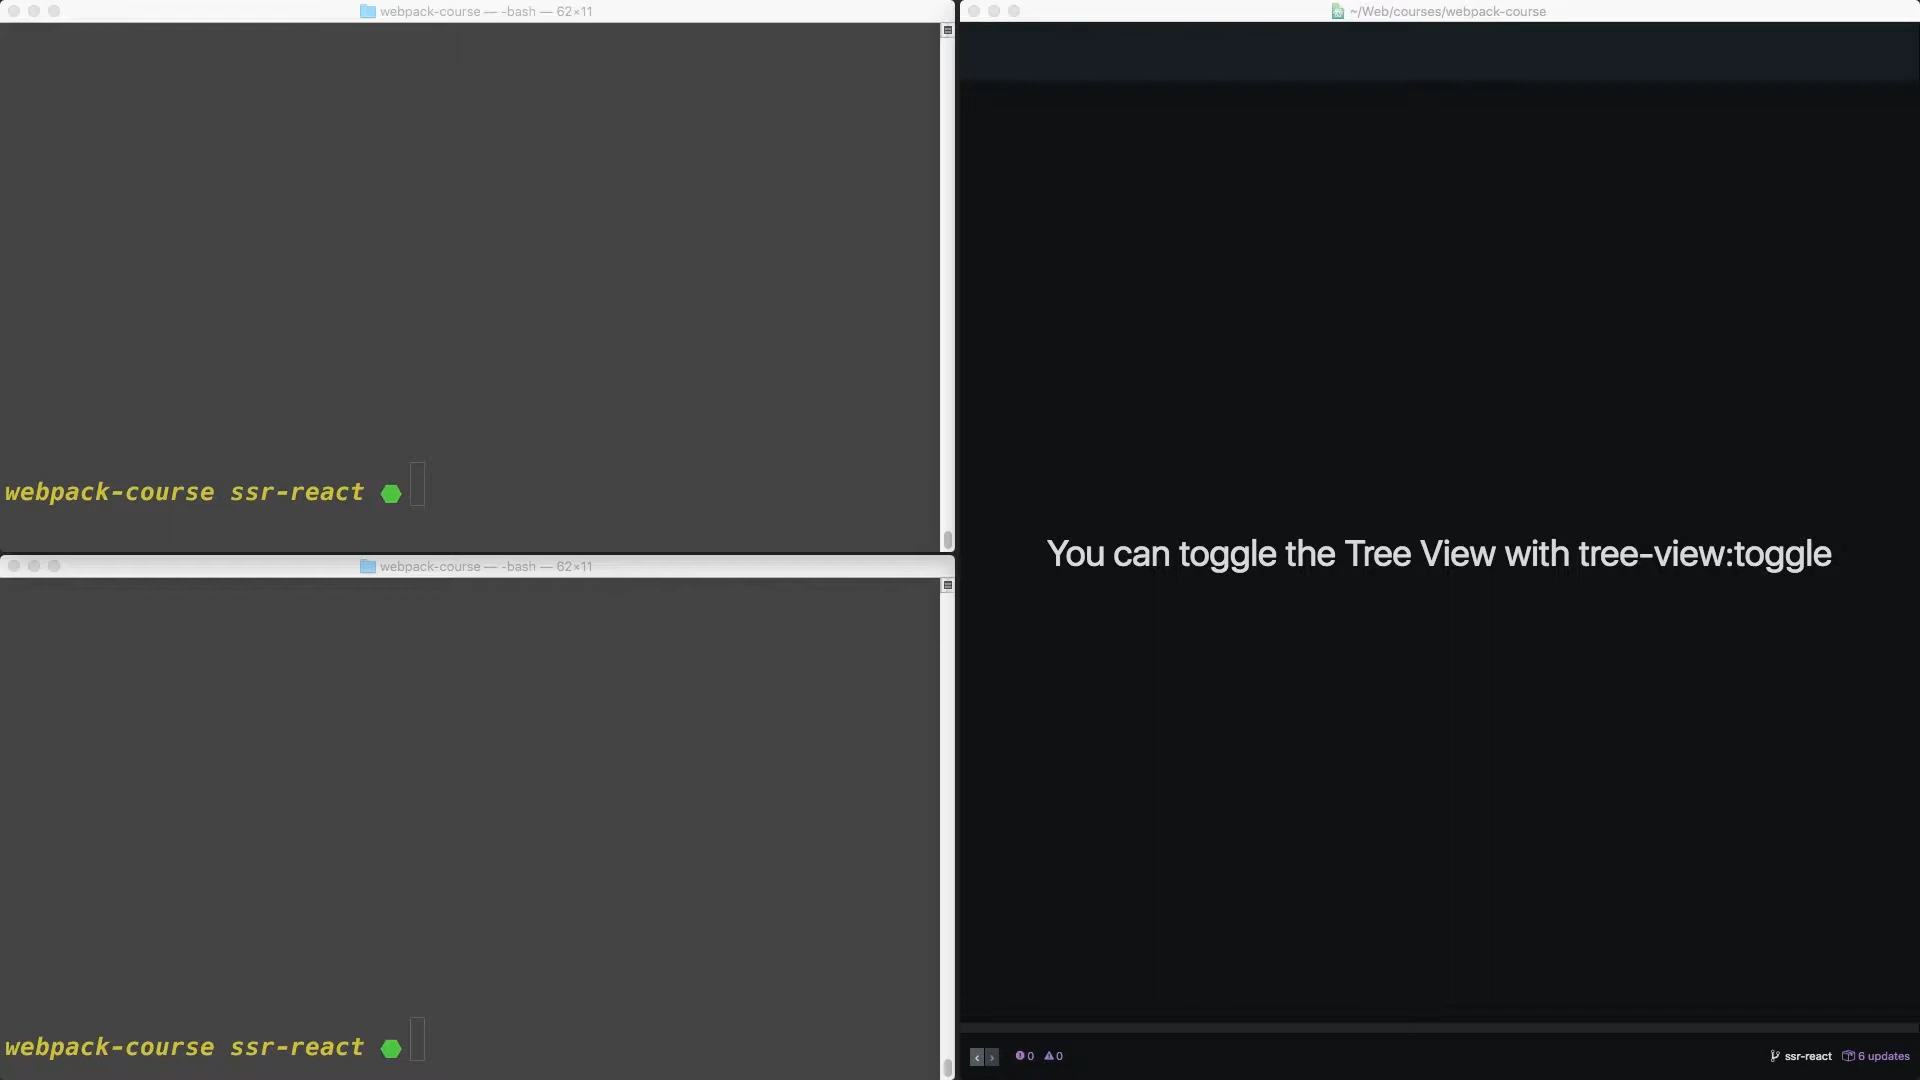 webpack-course — -bash — 62×11
webpack-course ssr-react
webpack-course — -bash — 62×11
webpack-course ssr-react
~/Web/courses/webpack-course
You can toggle the Tree View with tree-view:toggle
0 0 ssr-react 6 updates